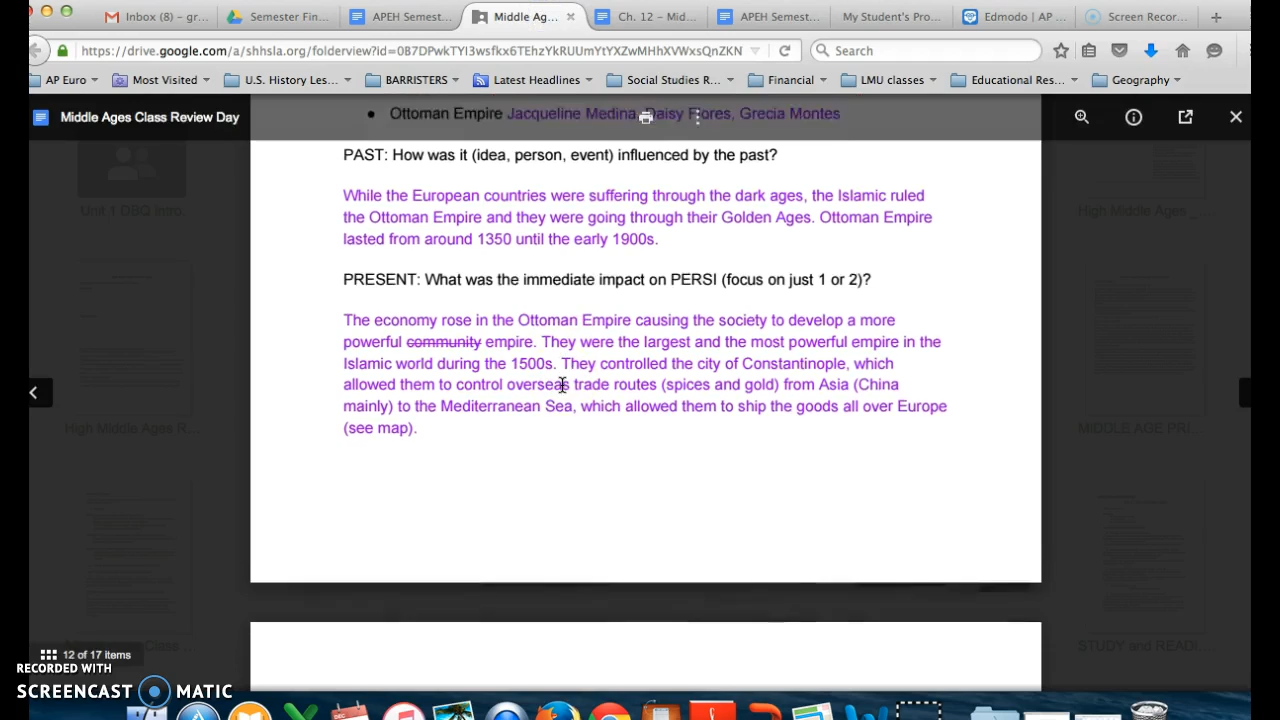 Inbox (8) - gr...
Semester Fin...
APEH Semest...
Middle Ag...
Ch. 12 – Mid...
APEH Semest...
My Student's Pro...
Edmodo | AP ...
Screen Recor...
https://drive.google.com/a/shhsla.org/folderview?id=0B7DPwkTYI3wsfkx6TEhzYkRUUmYtYXZwMHhXVWxsQnZKN
Search
AP Euro
Most Visited
U.S. History Les...
BARRISTERS
Latest Headlines
Social Studies R...
Financial
LMU classes
Educational Res...
Geography
Middle Ages Class Review Day
• Ottoman Empire Jacqueline Medina, Daisy Flores, Grecia Montes
PAST: How was it (idea, person, event) influenced by the past?
While the European countries were suffering through the dark ages, the Islamic ruled
the Ottoman Empire and they were going through their Golden Ages. Ottoman Empire
lasted from around 1350 until the early 1900s.
PRESENT: What was the immediate impact on PERSI (focus on just 1 or 2)?
The economy rose in the Ottoman Empire causing the society to develop a more
powerful community empire. They were the largest and the most powerful empire in the
Islamic world during the 1500s. They controlled the city of Constantinople, which
allowed them to control overseas trade routes (spices and gold) from Asia (China
mainly) to the Mediterranean Sea, which allowed them to ship the goods all over Europe
(see map).
Unit 1 DBQ Intro
High Middle Ages
High Middle Ages R...
MIDDLE AGE PRI...
Class
STUDY and READI...
12 of 17 items
RECORDED WITH
SCREENCAST MATIC
DEC